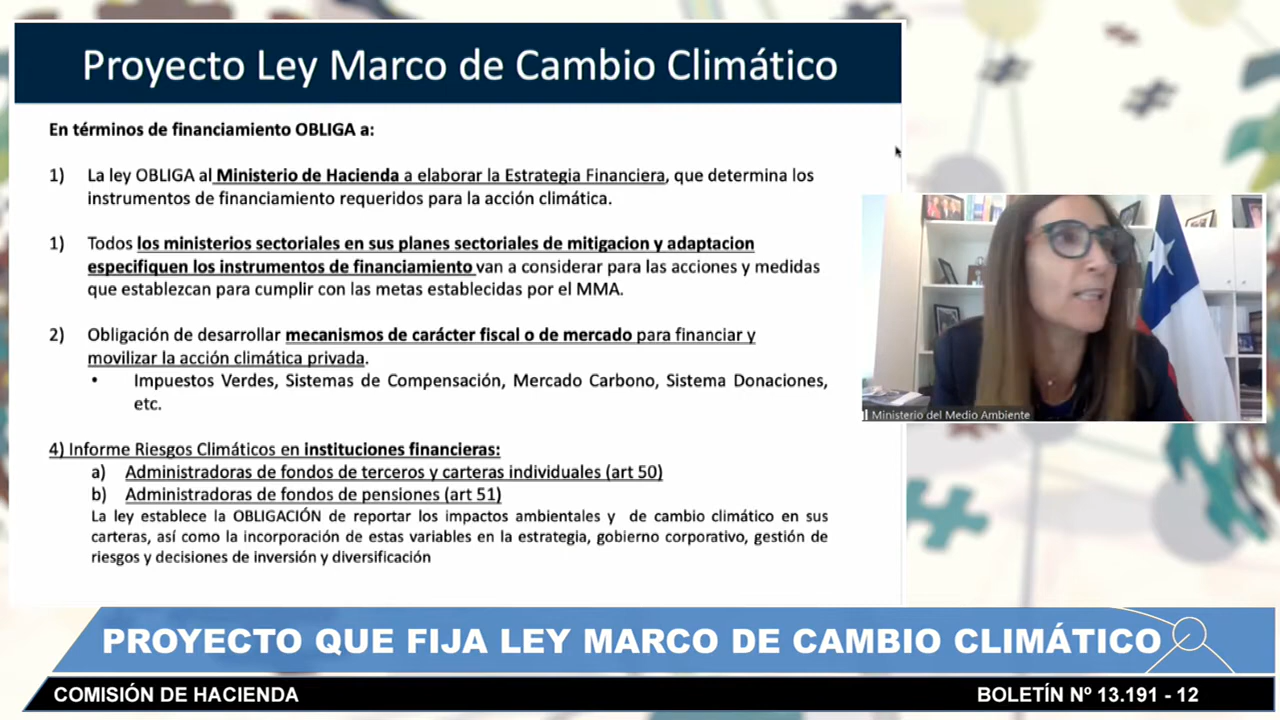 Proyecto Ley Marco de Cambio Climático
En términos de financiamiento OBLIGA a:
1) La ley OBLIGA al Ministerio de Hacienda a elaborar la Estrategia Financiera, que determina los
instrumentos de financiamiento requeridos para la acción climática.
1) Todos los ministerios sectoriales en sus planes sectoriales de mitigacion y adaptacion
especifiquen los instrumentos de financiamiento van a considerar para las acciones y medidas
que establezcan para cumplir con las metas establecidas por el MMA.
2) Obligación de desarrollar mecanismos de carácter fiscal o de mercado para financiar y
movilizar la acción climática privada.
• Impuestos Verdes, Sistemas de Compensación, Mercado Carbono, Sistema Donaciones,
etc.
4) Informe Riesgos Climáticos en instituciones financieras:
a) Administradoras de fondos de terceros y carteras individuales (art 50)
b) Administradoras de fondos de pensiones (art 51)
La ley establece la OBLIGACIÓN de reportar los impactos ambientales y de cambio climático en sus
carteras, así como la incorporación de estas variables en la estrategia, gobierno corporativo, gestión de
riesgos y decisiones de inversión y diversificación
Ministerio del Medio Ambiente
PROYECTO QUE FIJA LEY MARCO DE CAMBIO CLIMÁTICO
COMISIÓN DE HACIENDA
BOLETÍN Nº 13.191 - 12